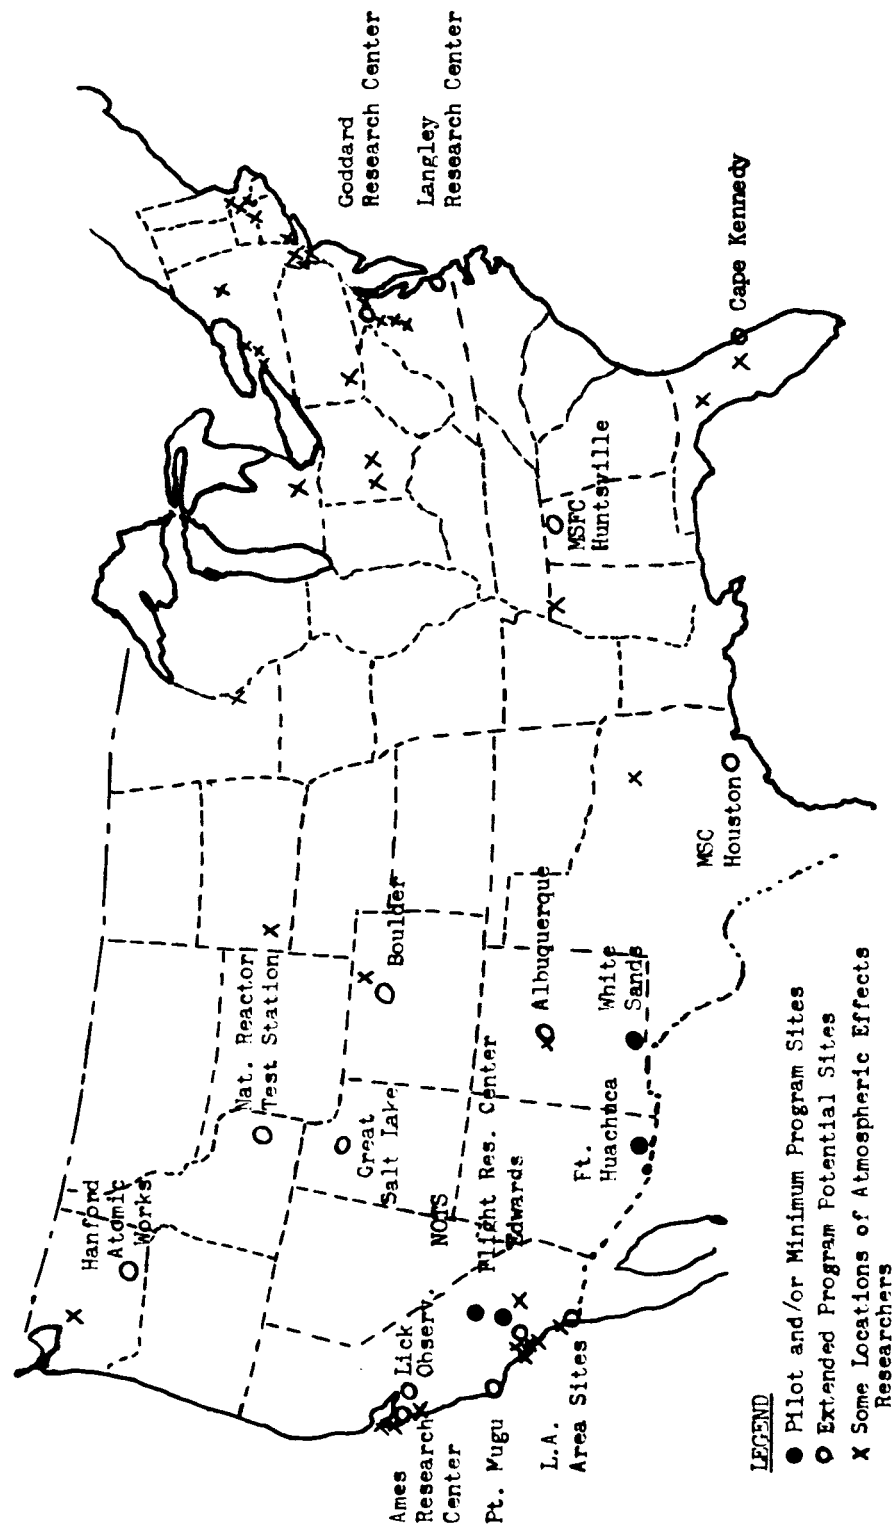 Hanford
Atomic
Works
Nat. Reactor
Test Station
Great
Salt Lake
Boulder
Ames
Research
Center
Lick
Observ.
NOTS
Flight Res. Center
Edwards
Pt. Mugu
L.A.
Area Sites
Ft.
Huachuca
Albuquerque
White
Sands
MSC
Houston
MSFC
Huntsville
Goddard
Research Center
Langley
Research Center
Cape Kennedy
LEGEND
Pilot and/or Minimum Program Sites
Extended Program Potential Sites
Some Locations of Atmospheric Effects
Researchers